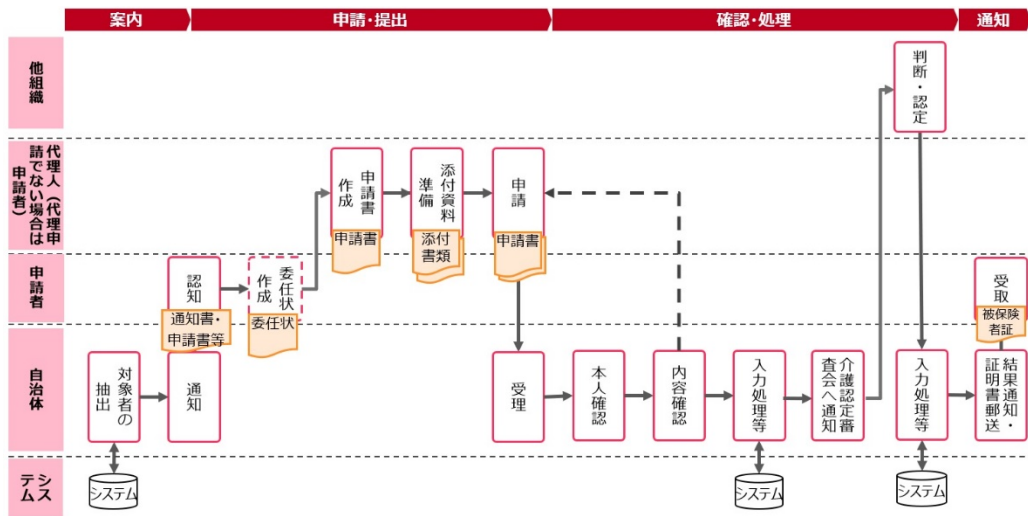 案内
申請・提出
確認・処理
通知
他組織
判断・認定
代理人（代理申
請でない場合は
申請者）
申請書
作成
申請書
添付資料
準備
添付
書類
申請
申請書
申請者
認知
通知書・
申請書等
委任状
作成
委任状
受取
被保険
者証
自治体
対象者の
抽出
通知
受理
本人確認
内容確認
入力処理等
介護認定審
査会へ通知
入力処理等
結果通知・
証明書郵送
シス
テム
システム
システム
システム